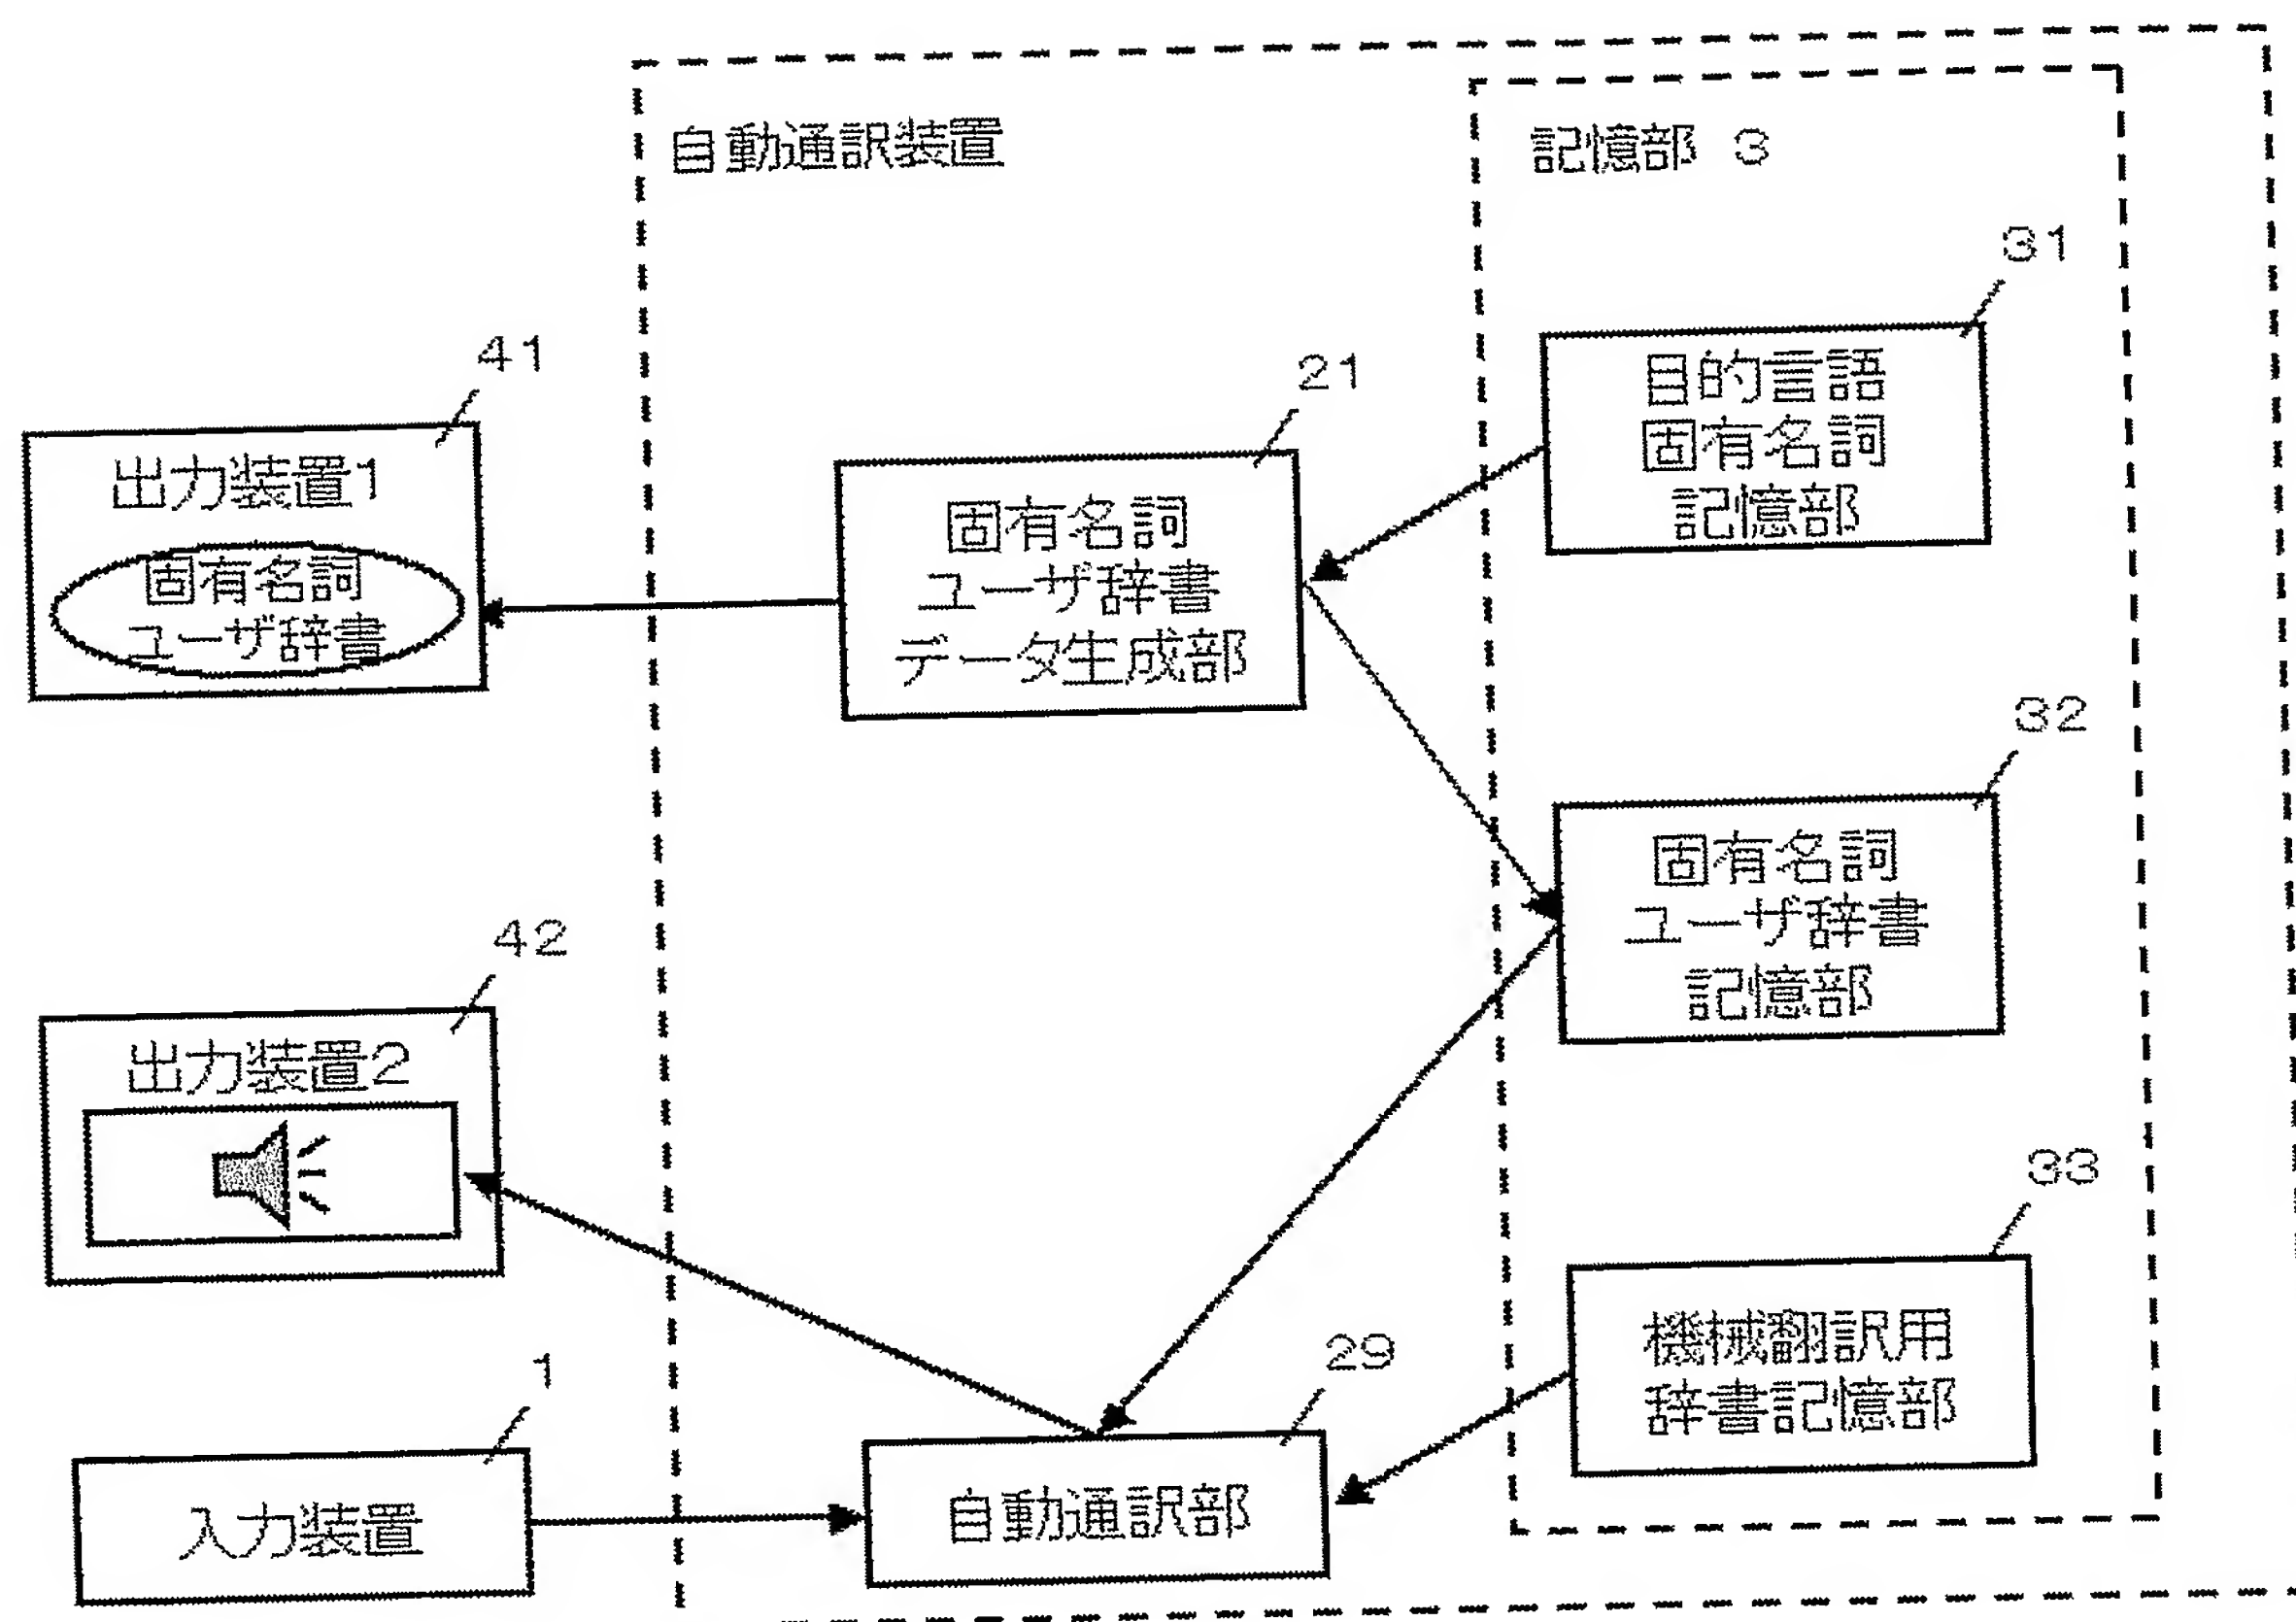 自動通訳装置
記憶部 3
31
目的言語
固有名詞
記憶部
41
出力装置1
固有名詞
ユーザ辞書
21
固有名詞
ユーザ辞書
データ生成部
32
固有名詞
ユーザ辞書
記憶部
42
出力装置2
33
機械翻訳用
辞書記憶部
1
入力装置
29
自動通訳部